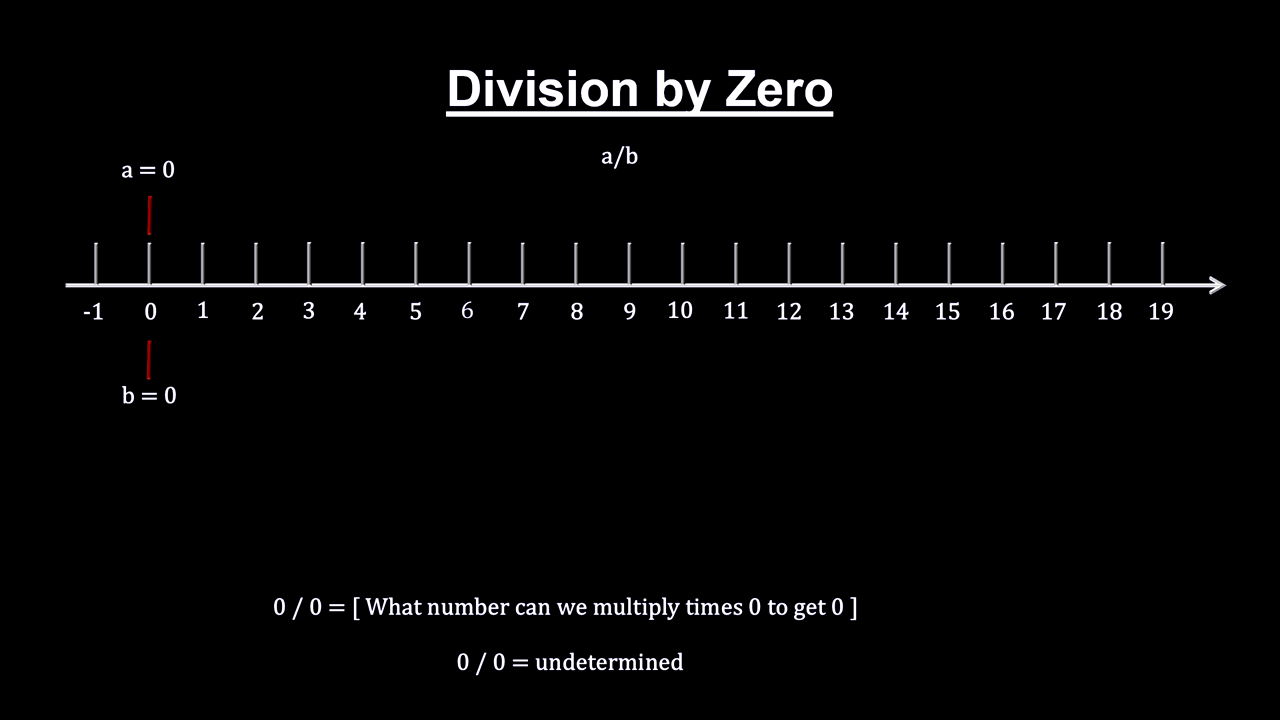 Division by Zero
a/b
a = 0
-1 0 1 2 3 4 5 6 7 8 9 10 11 12 13 14 15 16 17 18 19
b = 0
0 / 0 = [ What number can we multiply times 0 to get 0 ]
0 / 0 = undetermined